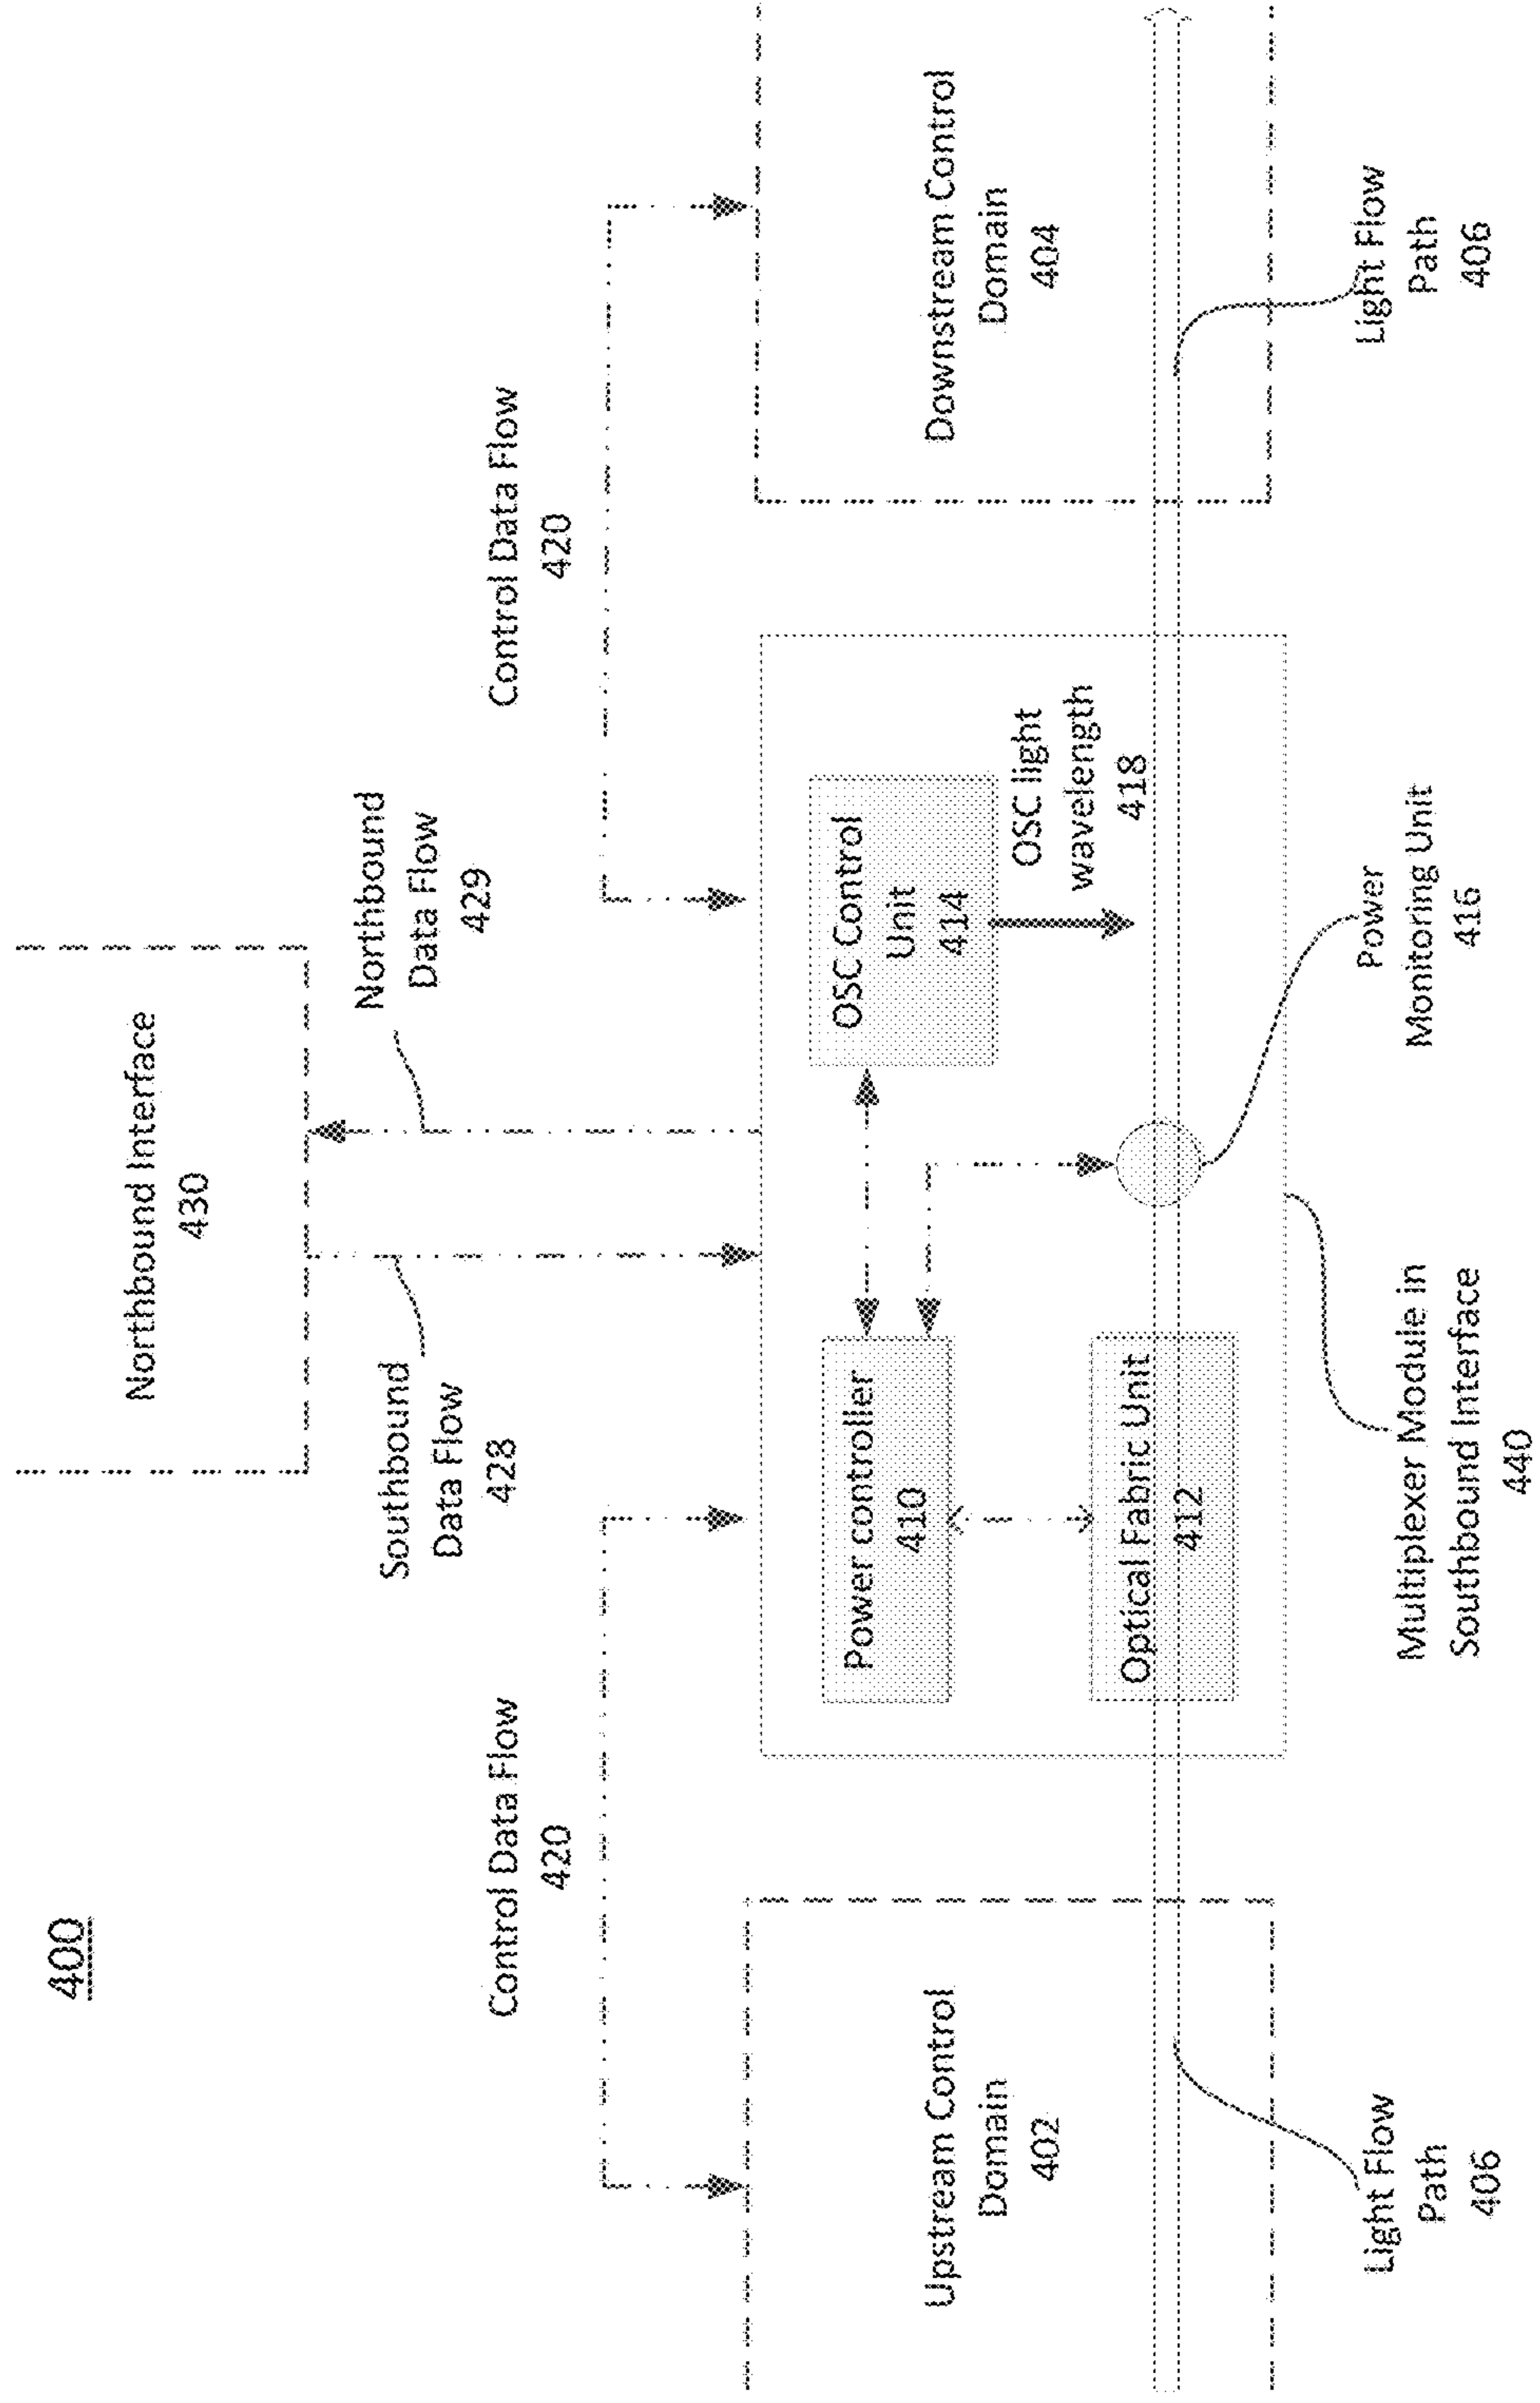 400
Northbound Interface
430
Southbound
Data Flow
428
Northbound
Data Flow
429
Control Data Flow
420
Control Data Flow
420
Upstream Control
Domain
402
Power controller
410
OSC Control
Unit
414
OSC light
wavelength
418
Optical Fabric Unit
412
Downstream Control
Domain
404
Light Flow
Path
406
Multiplexer Module in
Southbound Interface
440
Power
Monitoring Unit
416
Light Flow
Path
406